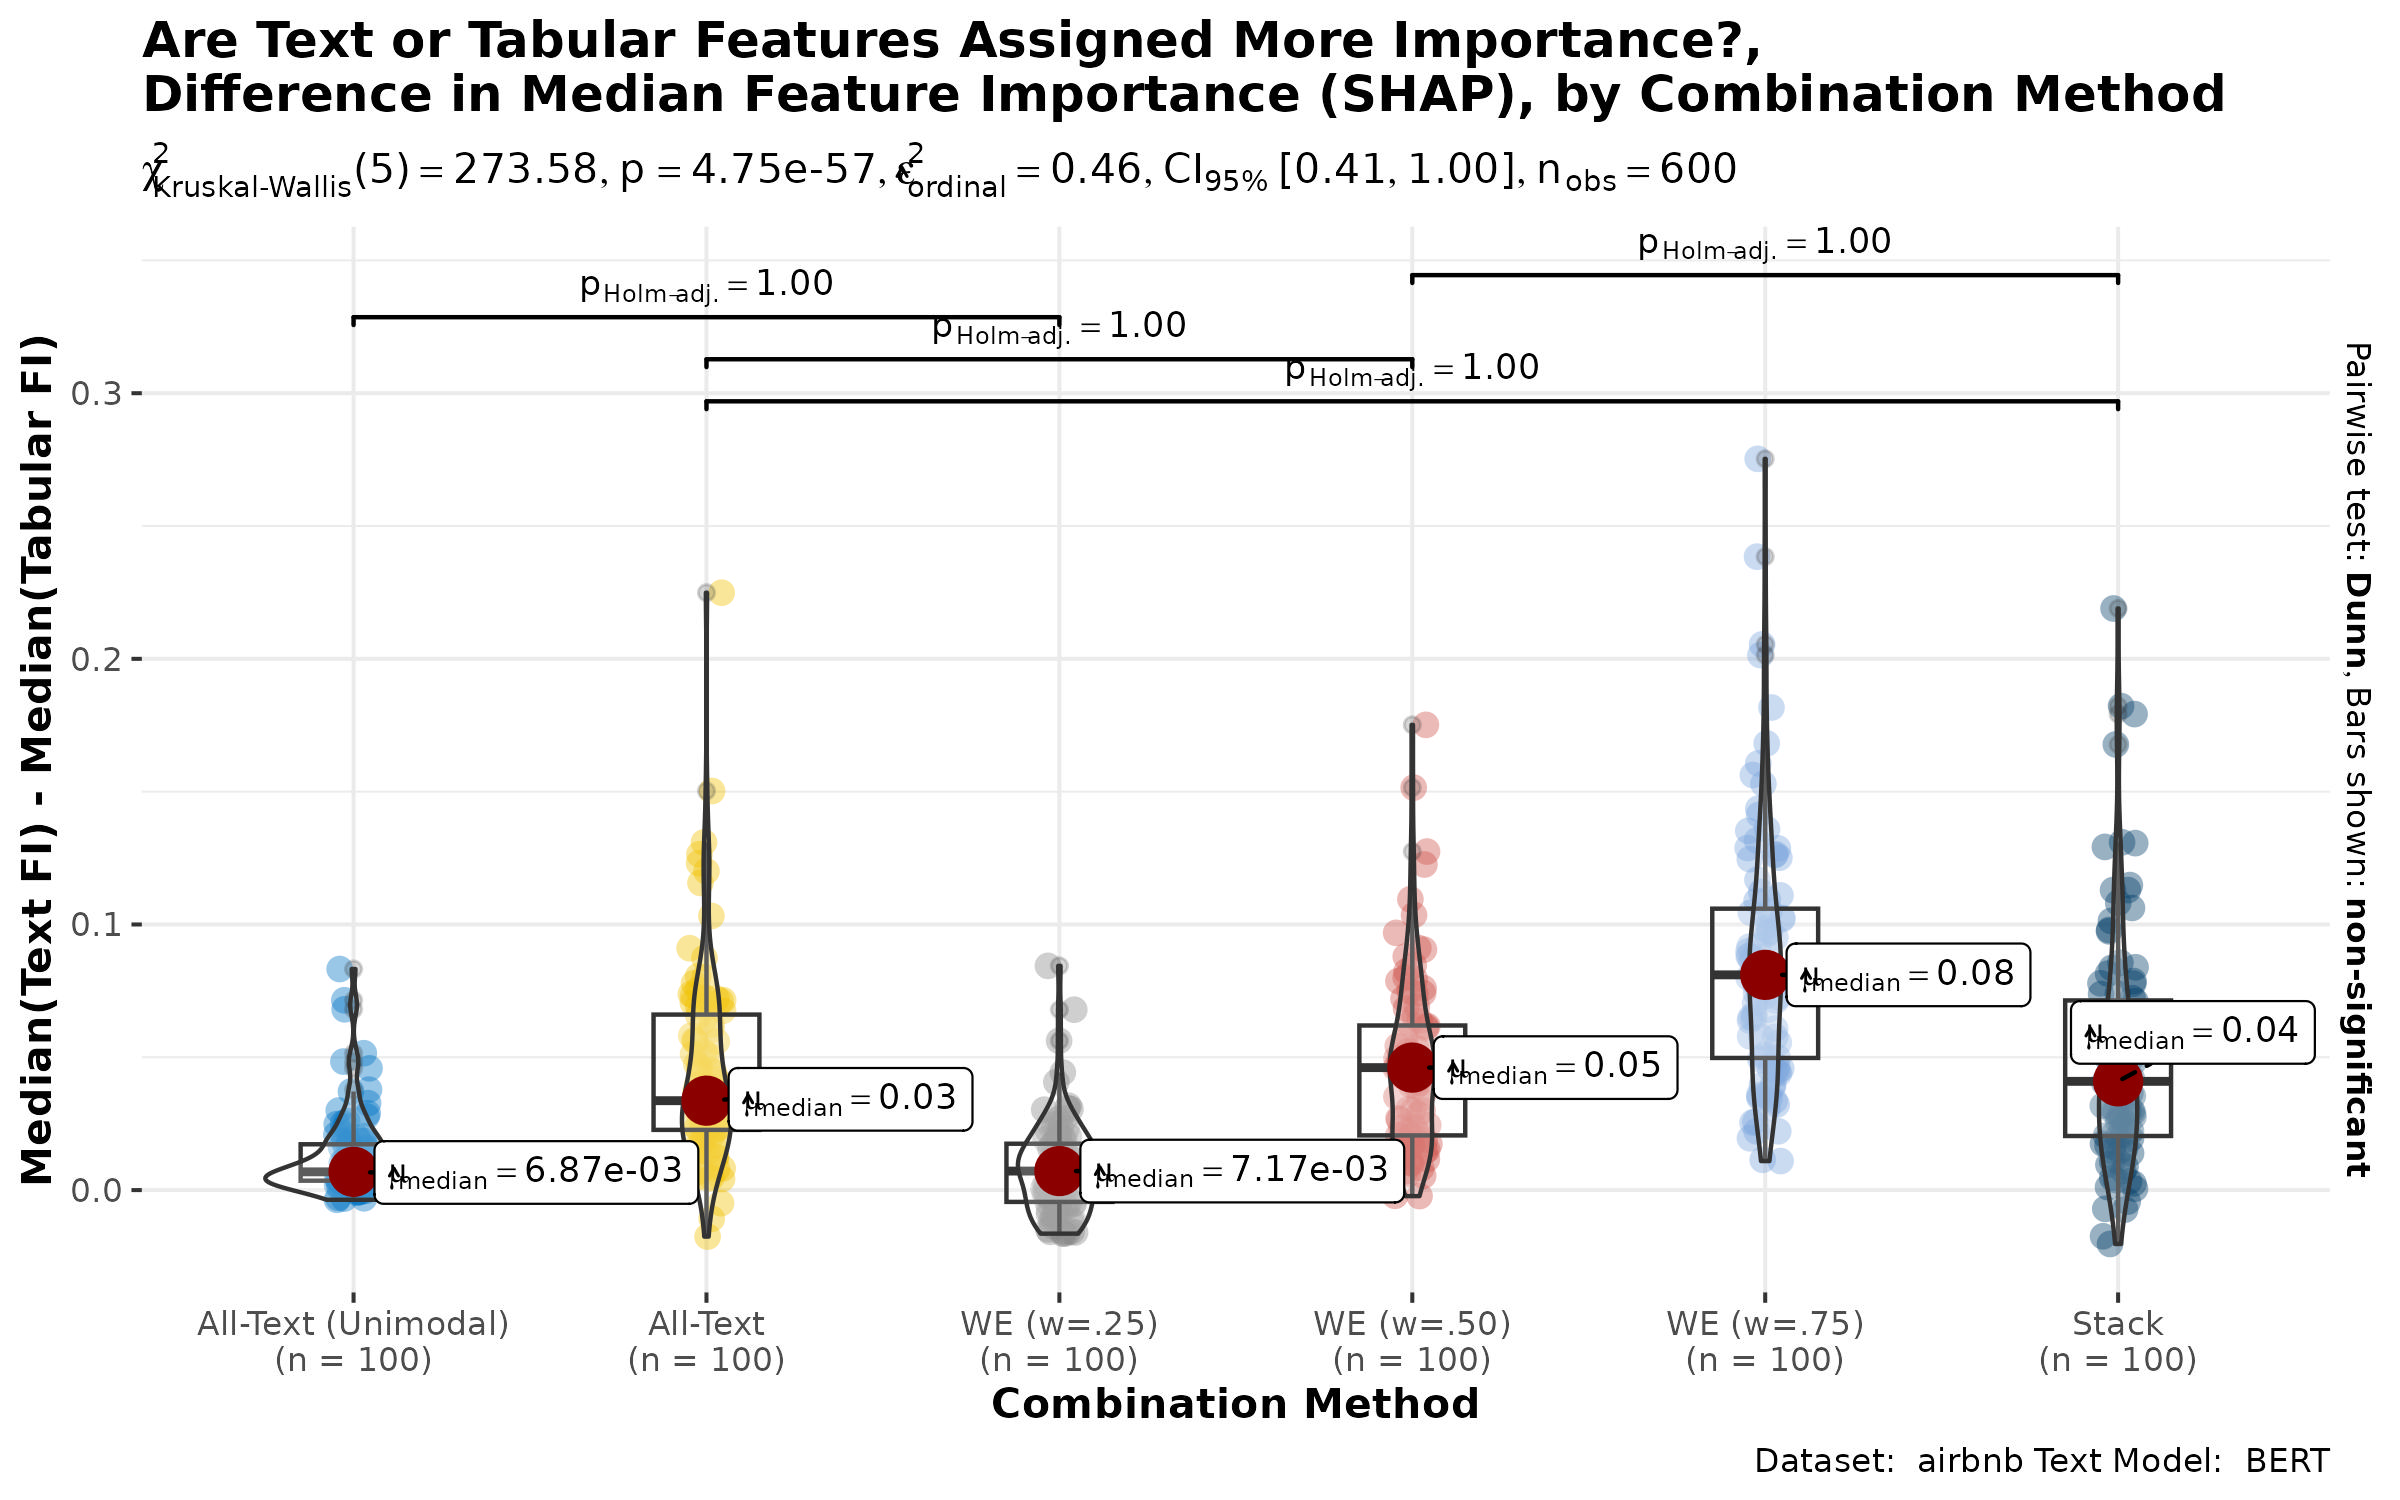 Are Text or Tabular Features Assigned More Importance?,
Difference in Median Feature Importance (SHAP), by Combination Method
χ²Kruskal-Wallis(5) = 273.58, p = 4.75e-57, ε̂²ordinal = 0.46, CI95% [0.41, 1.00], nobs = 600
pHolm-adj. = 1.00
pHolm-adj. = 1.00
pHolm-adj. = 1.00
pHolm-adj. = 1.00
Median(Text FI) - Median(Tabular FI)
0.3
0.2
0.1
0.0
μ̂median = 6.87e-03
μ̂median = 0.03
μ̂median = 7.17e-03
μ̂median = 0.05
μ̂median = 0.08
μ̂median = 0.04
Pairwise test: Dunn, Bars shown: non-significant
All-Text (Unimodal)
(n = 100)
All-Text
(n = 100)
WE (w=.25)
(n = 100)
WE (w=.50)
(n = 100)
WE (w=.75)
(n = 100)
Stack
(n = 100)
Combination Method
Dataset:  airbnb Text Model:  BERT